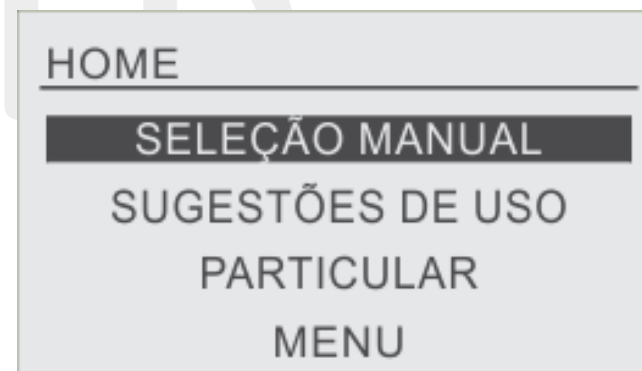 HOME
SELEÇÃO MANUAL
SUGESTÕES DE USO
PARTICULAR
MENU